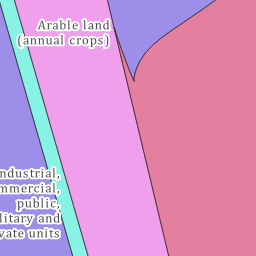 Arable land
(annual crops)
ndustrial,
mmercial,
public,
litary and
vate units